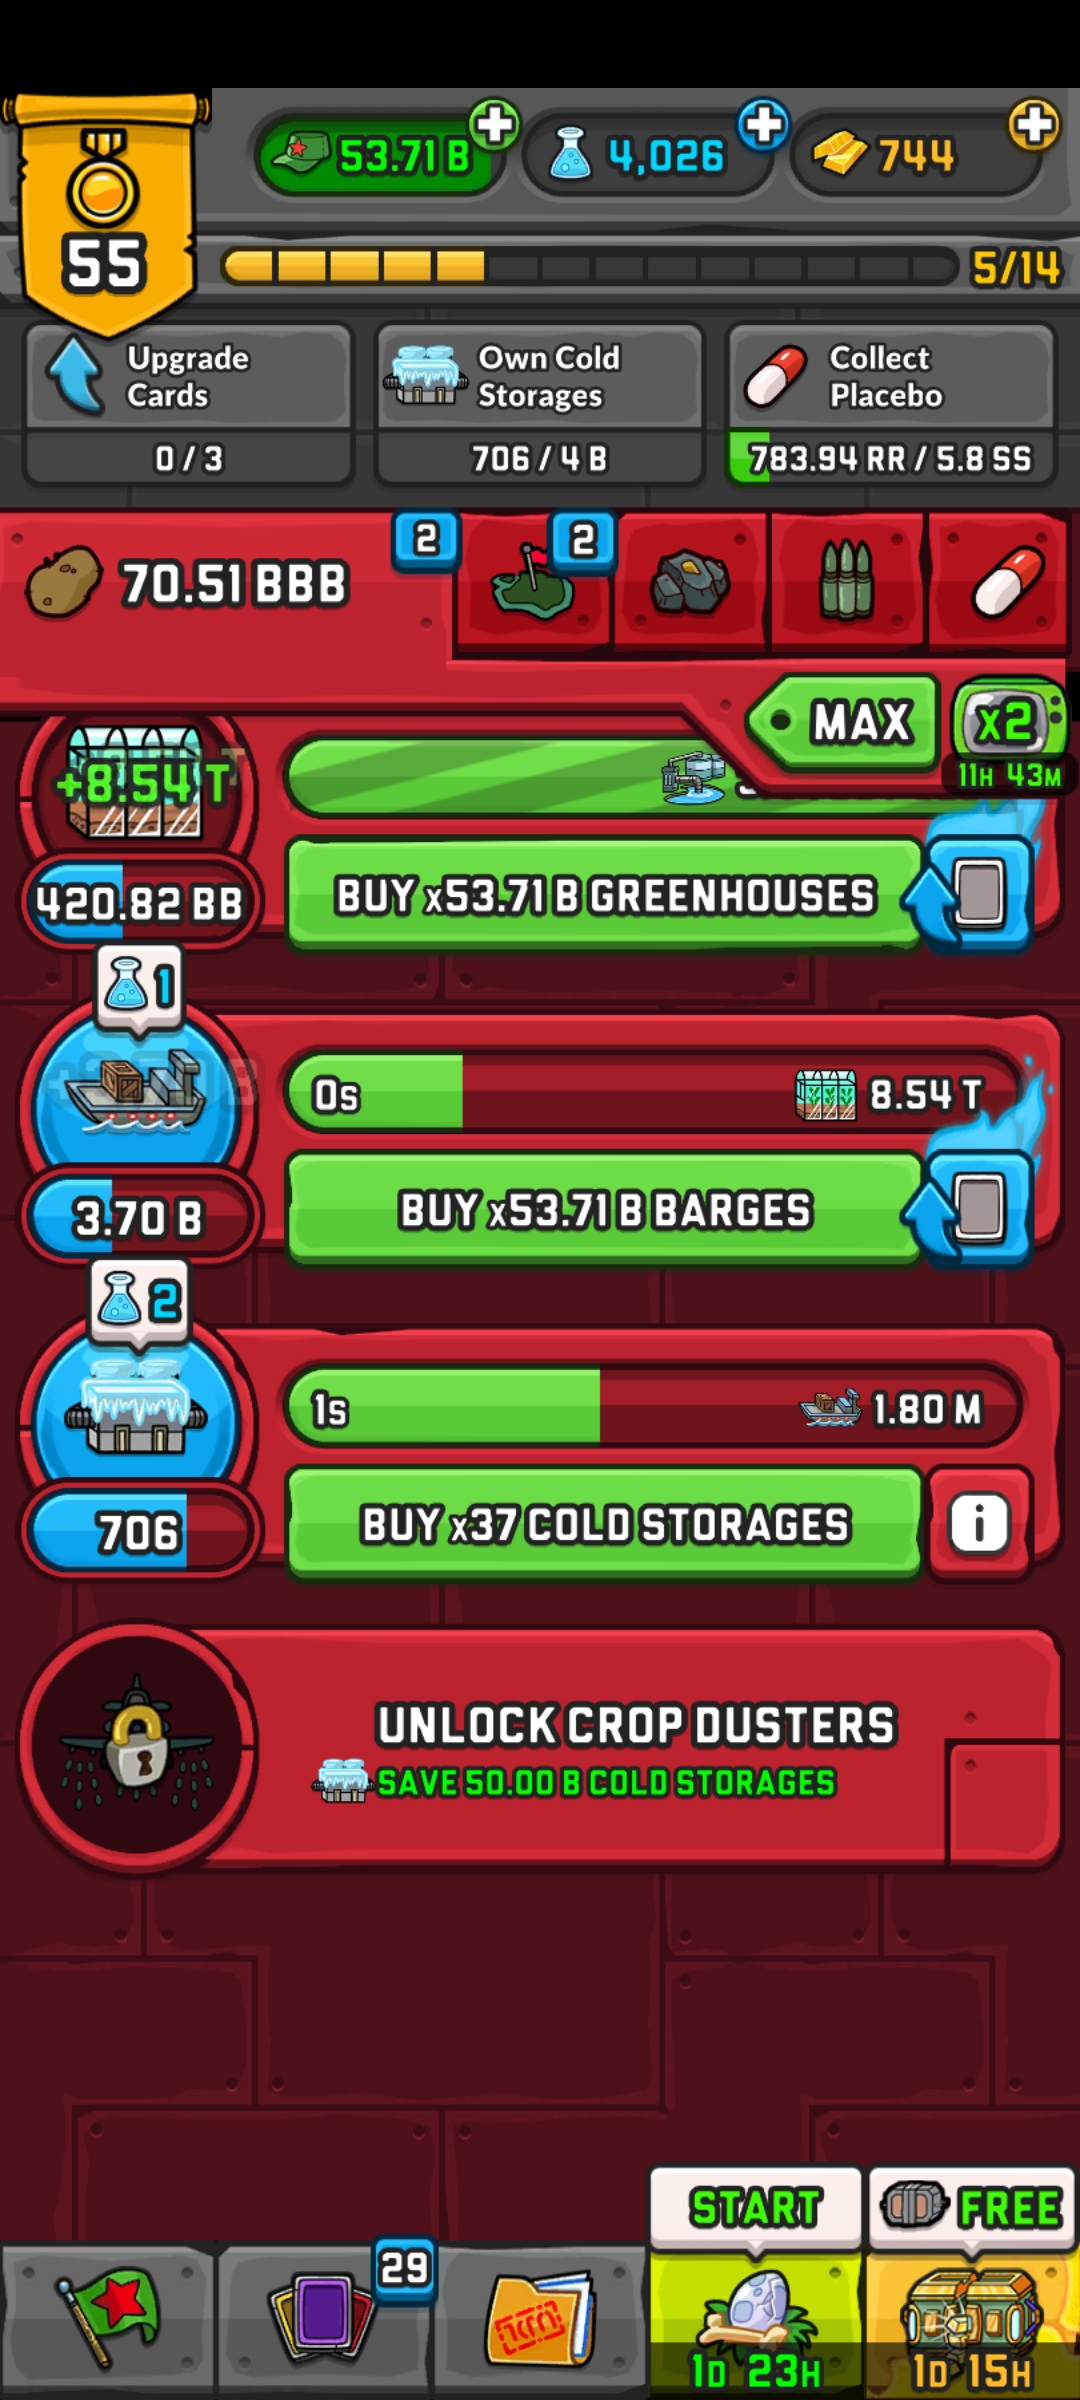 53.71 B
4,026
744
55
5/14
Upgrade
Cards
0 / 3
Own Cold
Storages
706 / 4 B
Collect
Placebo
783.94 RR / 5.8 SS
70.51 BBB
2
2
MAX
x2
11H 43M
+8.54 T
420.82 BB
BUY x53.71 B GREENHOUSES
1
0s
8.54 T
3.70 B
BUY x53.71 B BARGES
2
1s
1.80 M
706
BUY x37 COLD STORAGES
i
UNLOCK CROP DUSTERS
SAVE 50.00 B COLD STORAGES
START
FREE
29
1D 23H
1D 15H